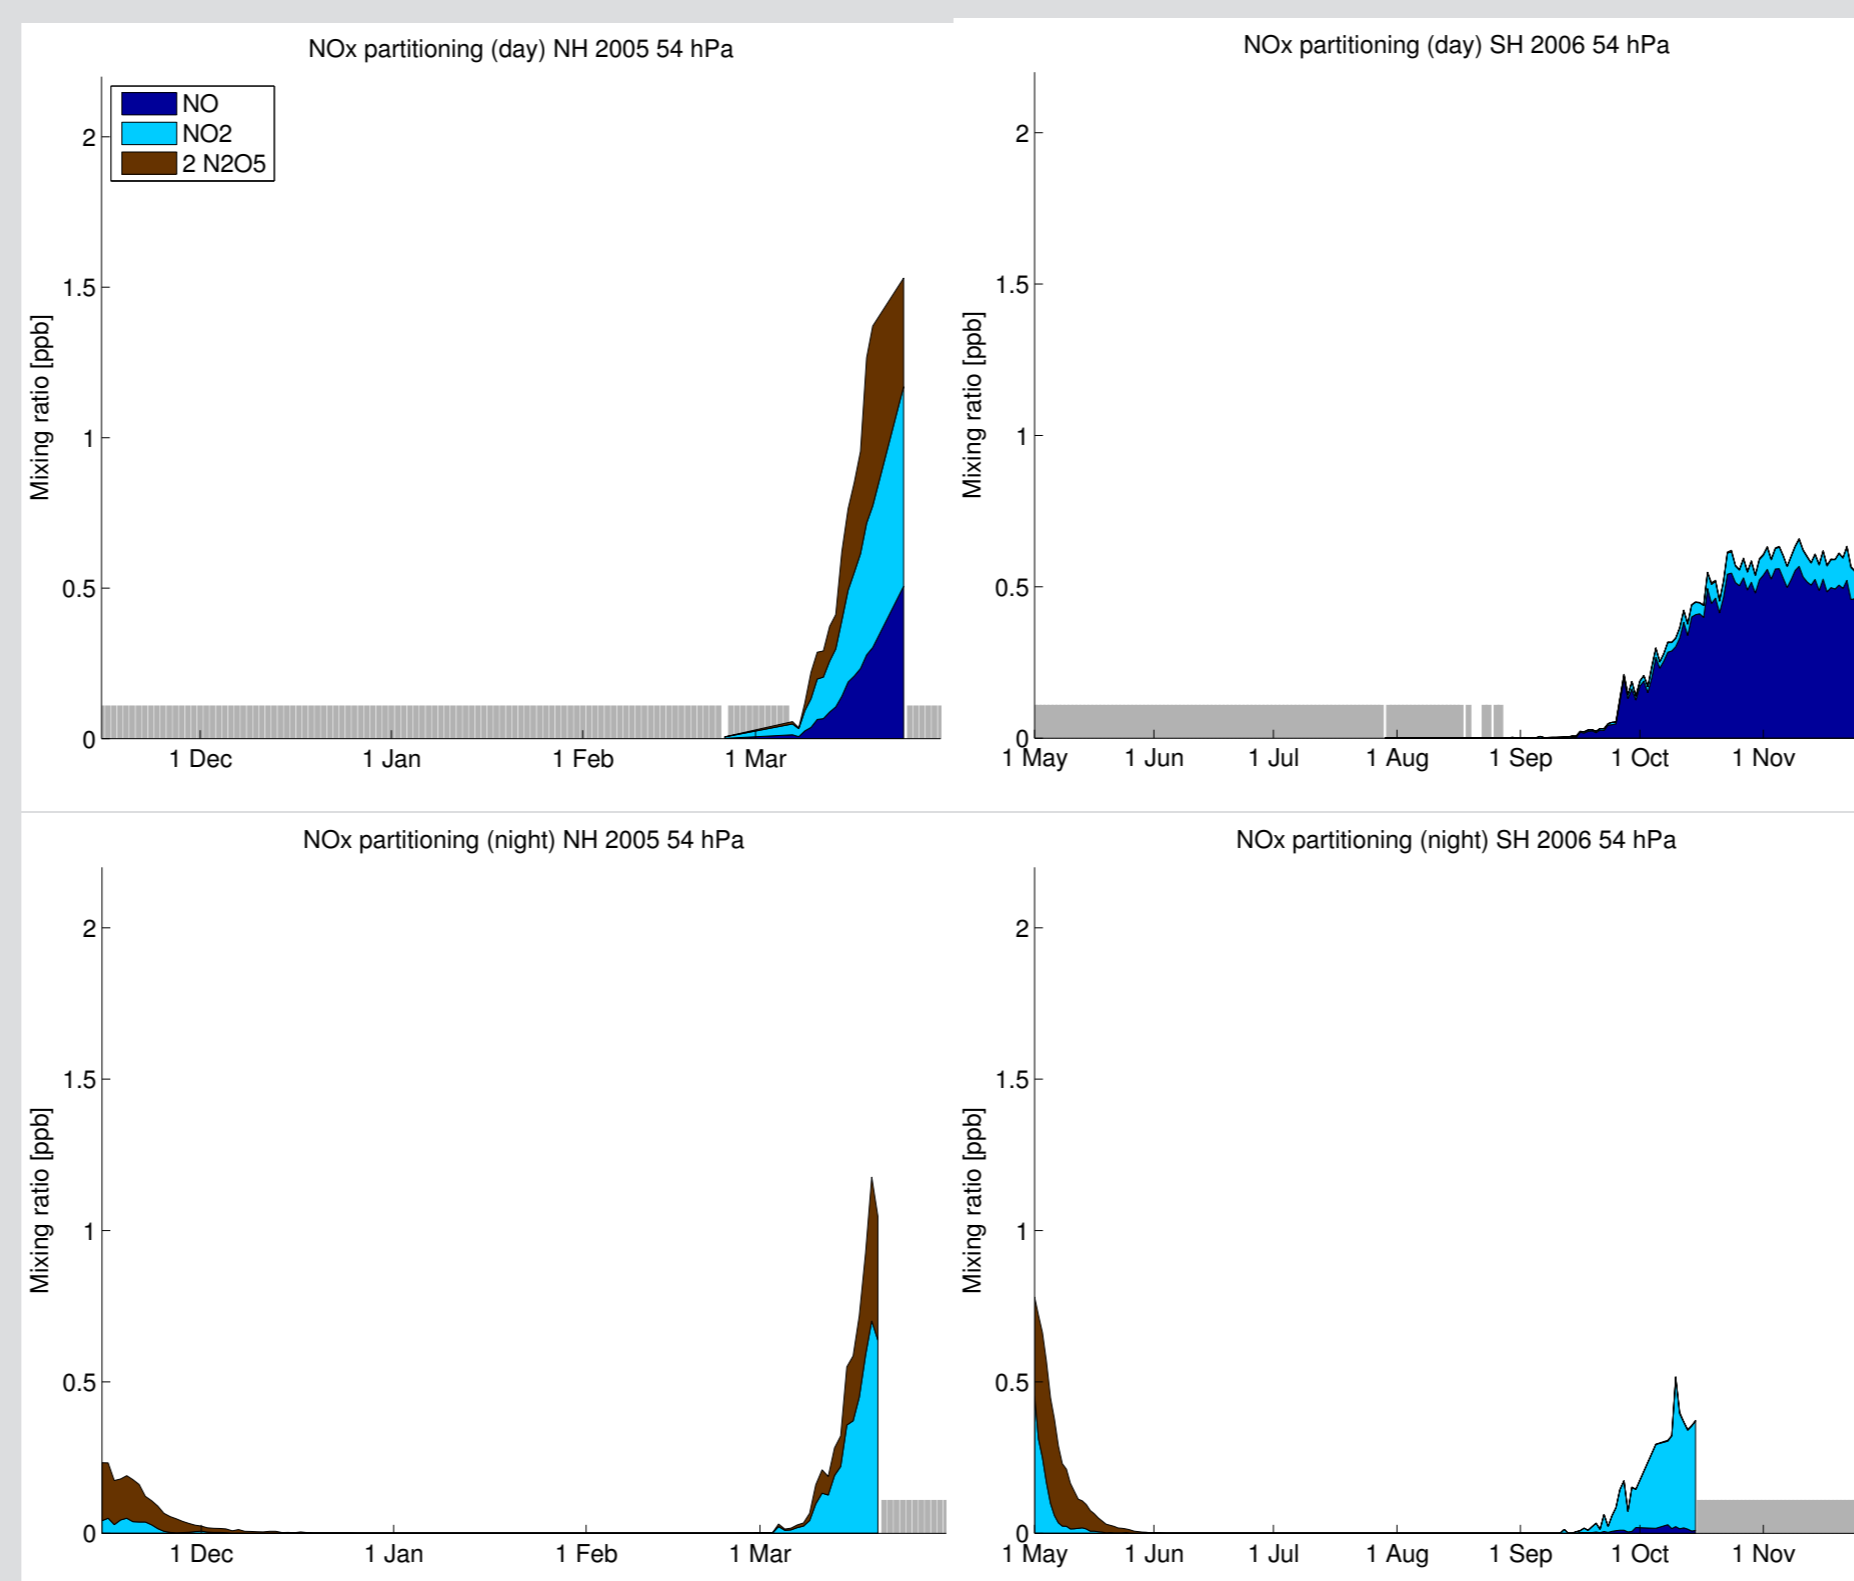 NOx partitioning (day) NH 2005 54 hPa
NO
NO2
2 N2O5
2
1.5
1
0.5
0
Mixing ratio [ppb]
1 Dec
1 Jan
1 Feb
1 Mar
NOx partitioning (day) SH 2006 54 hPa
2
1.5
1
0.5
0
Mixing ratio [ppb]
1 May
1 Jun
1 Jul
1 Aug
1 Sep
1 Oct
1 Nov
NOx partitioning (night) NH 2005 54 hPa
2
1.5
1
0.5
0
Mixing ratio [ppb]
1 Dec
1 Jan
1 Feb
1 Mar
NOx partitioning (night) SH 2006 54 hPa
2
1.5
1
0.5
0
Mixing ratio [ppb]
1 May
1 Jun
1 Jul
1 Aug
1 Sep
1 Oct
1 Nov